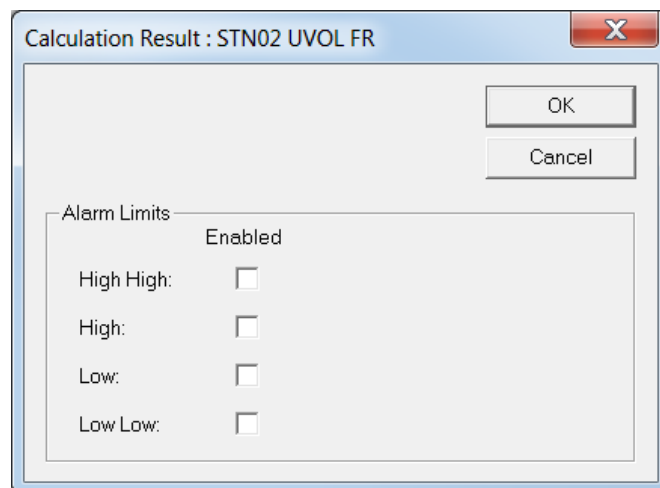 Calculation Result : STN02 UVOL FR
OK
Cancel
Alarm Limits
Enabled
High High:
High:
Low:
Low Low: